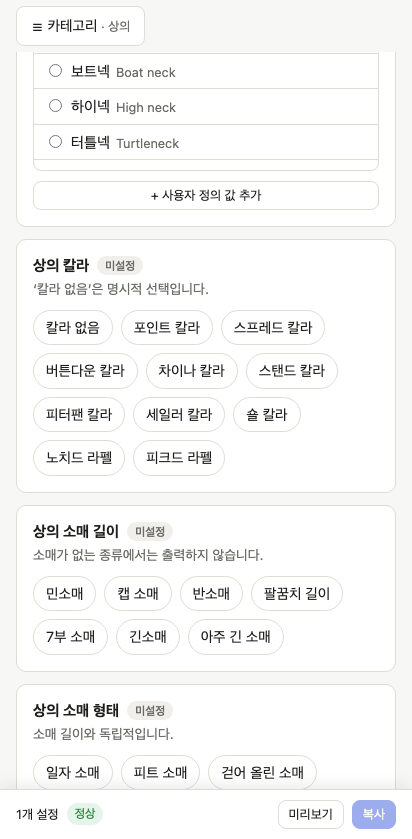 ≡ 카테고리 · 상의
보트넥 Boat neck
하이넥 High neck
터틀넥 Turtleneck
+ 사용자 정의 값 추가
상의 칼라 미설정
‘칼라 없음’은 명시적 선택입니다.
칼라 없음 포인트 칼라 스프레드 칼라
버튼다운 칼라 차이나 칼라 스탠드 칼라
피터팬 칼라 세일러 칼라 숄 칼라
노치드 라펠 피크드 라펠
상의 소매 길이 미설정
소매가 없는 종류에서는 출력하지 않습니다.
민소매 캡 소매 반소매 팔꿈치 길이
7부 소매 긴소매 아주 긴 소매
상의 소매 형태 미설정
소매 길이와 독립적입니다.
일자 소매 피트 소매 걷어 올린 소매
1개 설정 정상 미리보기 복사